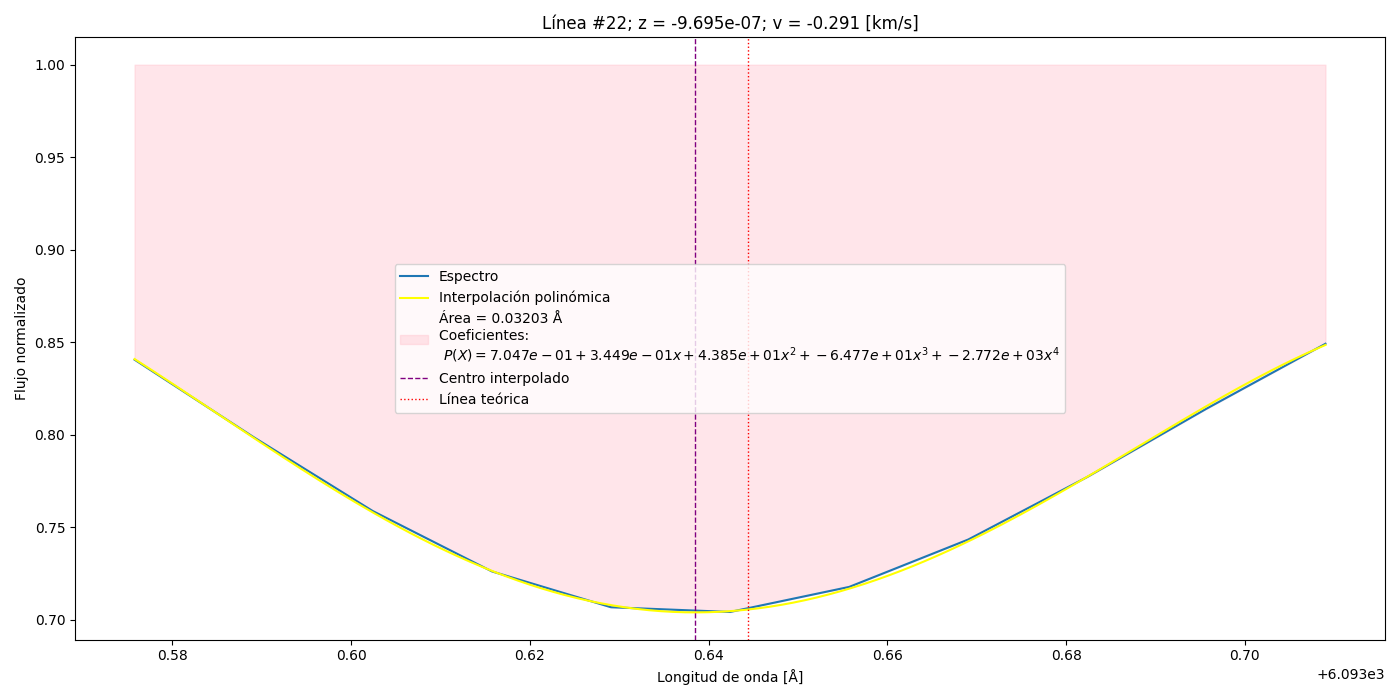 Línea #22; z = -9.695e-07; v = -0.291 [km/s]
Flujo normalizado
1.00
0.95
0.90
0.85
0.80
0.75
0.70
Espectro
Interpolación polinómica
Área = 0.03203 Å
Coeficientes:
P(X) = 7.047e − 01 + 3.449e − 01x + 4.385e + 01x² + −6.477e + 01x³ + −2.772e + 03x⁴
Centro interpolado
Línea teórica
0.58 0.60 0.62 0.64 0.66 0.68 0.70
+6.093e3
Longitud de onda [Å]